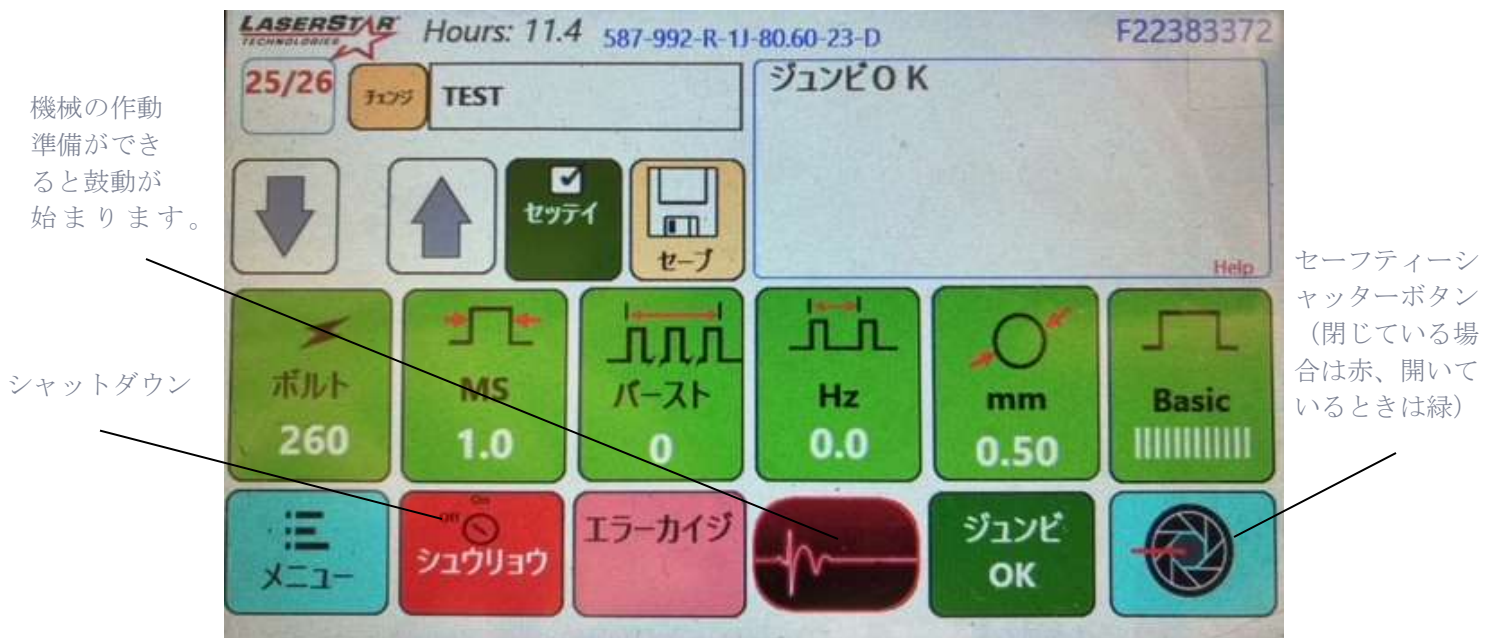 LASERSTAR
TECHNOLOGIES
Hours: 11.4
587-992-R-1J-80.60-23-D
F22383372
25/26
チェンジ
TEST
ジュンビOK
機械の作動
準備ができ
ると鼓動が
始まります。
セッテイ
セーブ
Help
セーフティーシ
ャッターボタン
（閉じている場
合は赤、開いて
いるときは緑）
シャットダウン
ボルト
260
MS
1.0
バースト
0
Hz
0.0
mm
0.50
Basic
メニュー
On
Off
シュウリョウ
エラーカイジ
ジュンビ
OK